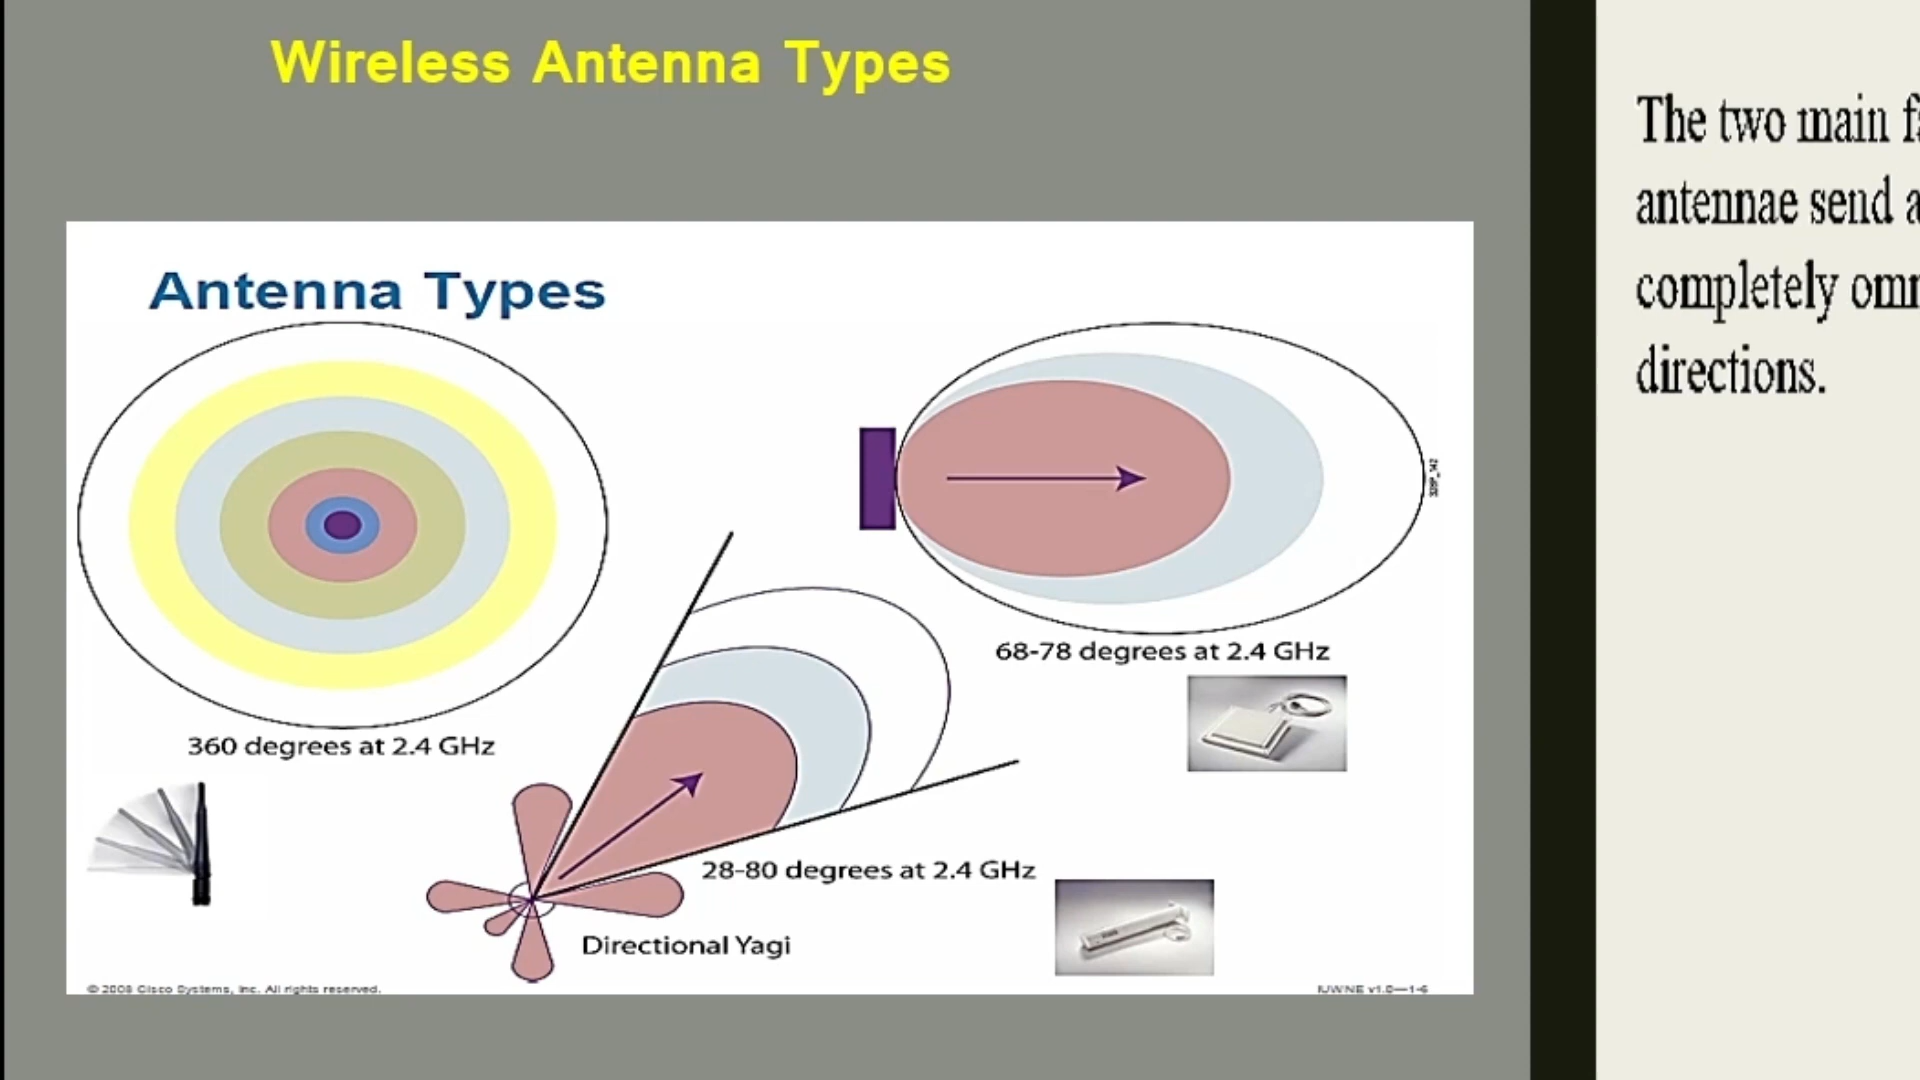 Wireless Antenna Types
Antenna Types
360 degrees at 2.4 GHz
68-78 degrees at 2.4 GHz
28-80 degrees at 2.4 GHz
Directional Yagi
© 2008 Cisco Systems, Inc. All rights reserved.
IUWNE v1.0—1-6
The two main
antennae send
completely
directions.